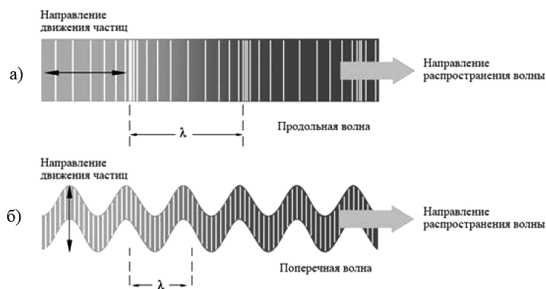 Направление
движения частиц
а)
Направление
распространения волны
λ
Продольная волна
Направление
движения частиц
б)
Направление
распространения волны
λ
Поперечная волна